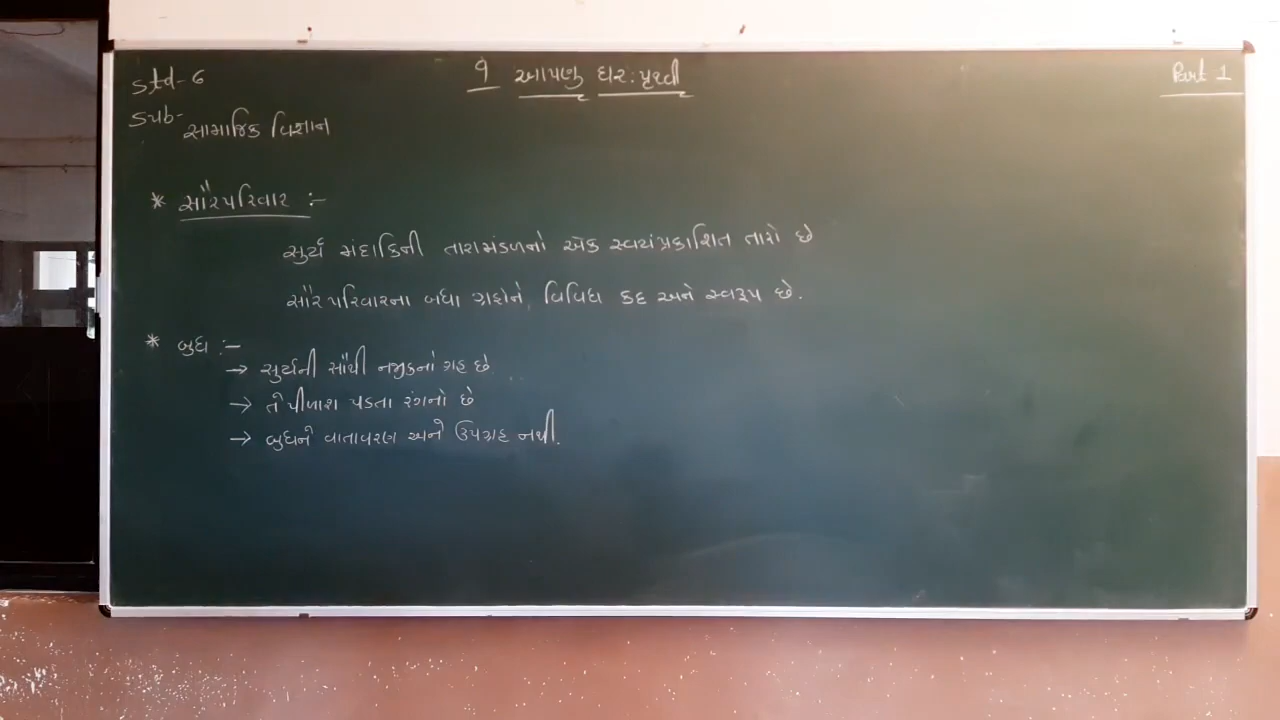 Std-6
૧ આપણુ ઘર : પૃથ્વી
Part 1
Sub- સામાજિક વિજ્ઞાન
* સૌરપરિવાર :-
સુર્ય મંદાકિની તારામંડળનો એક સ્વયંપ્રકાશિત તારો છે
સૌરપરિવારના બધા ગ્રહોને વિવિધ કદ અને સ્વરૂપ છે.
* બુધ :-
→ સુર્યની સૌથી નજીકનો ગ્રહ છે
→ તે પીળાશ પડતા રંગનો છે
→ બુધને વાતાવરણ અને ઉપગ્રહ નથી.